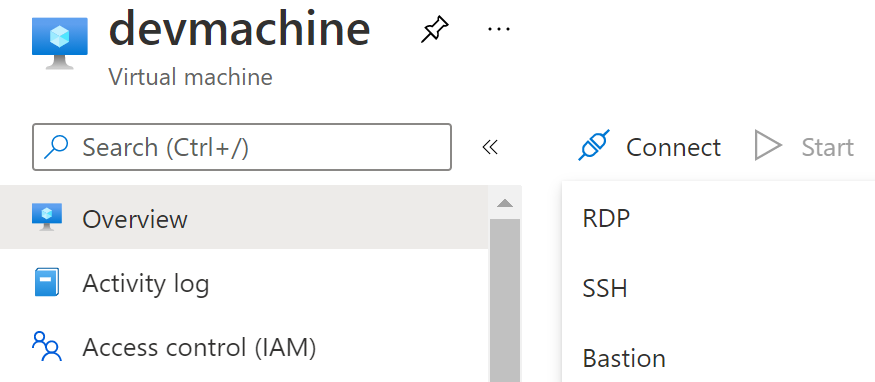 devmachine
Virtual machine
Search (Ctrl+/)
Connect
Start
Overview
Activity log
Access control (IAM)
RDP
SSH
Bastion